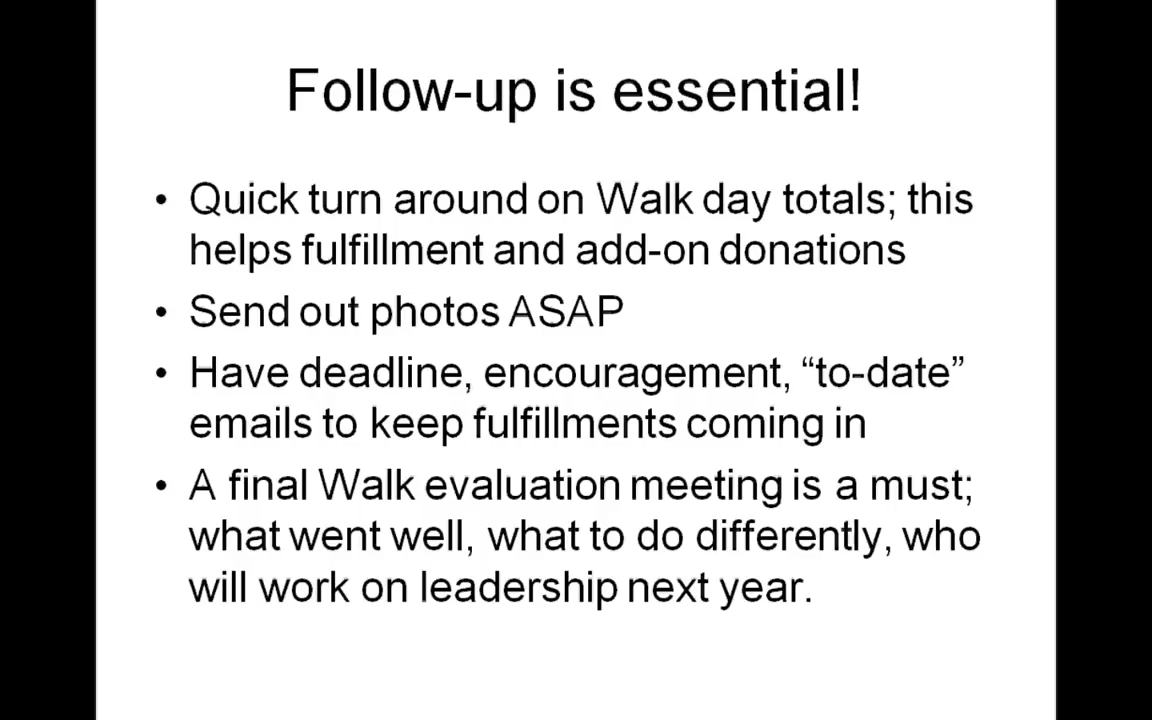 Follow-up is essential!
• Quick turn around on Walk day totals; this
helps fulfillment and add-on donations
• Send out photos ASAP
• Have deadline, encouragement, “to-date”
emails to keep fulfillments coming in
• A final Walk evaluation meeting is a must;
what went well, what to do differently, who
will work on leadership next year.